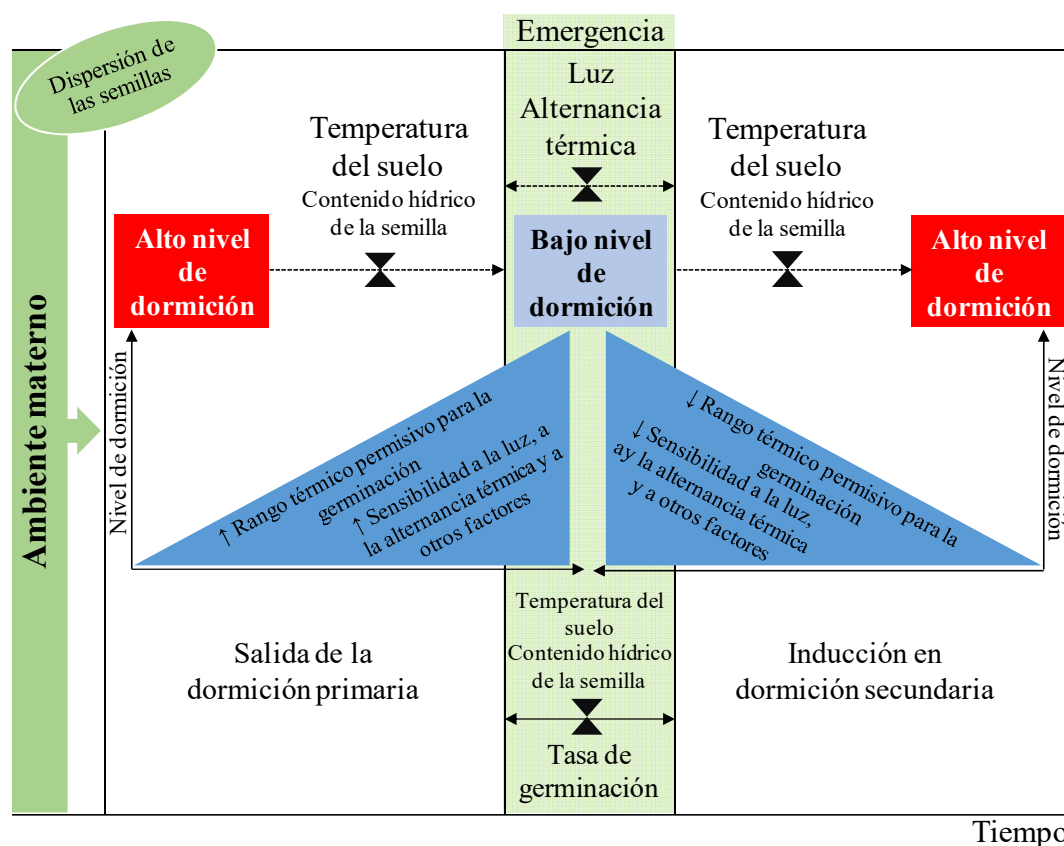 Emergencia
Dispersión de
las semillas
Luz
Alternancia
térmica
Temperatura
del suelo
Contenido hídrico
de la semilla
Temperatura
del suelo
Contenido hídrico
de la semilla
Alto nivel
de
dormición
Bajo nivel
de
dormición
Alto nivel
de
dormición
Ambiente materno
Nivel de dormición
↑ Rango térmico permisivo para la
germinación
↑ Sensibilidad a la luz, a
la alternancia térmica y a
otros factores
↓ Rango térmico permisivo para la
germinación
↓ Sensibilidad a la luz,
ay la alternancia térmica
y a otros factores
Nivel de dormición
Temperatura del
suelo
Contenido hídrico
de la semilla
Salida de la
dormición primaria
Inducción en
dormición secundaria
Tasa de
germinación
Tiempo